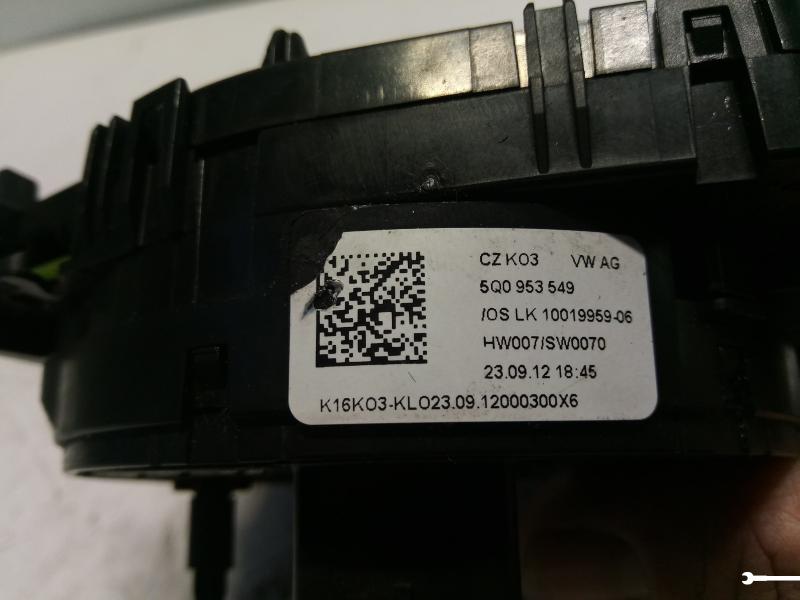 CZ K03 VW AG
5Q0 953 549
/OS LK 10019959-06
HW007/SW0070
23.09.12 18:45
K16K03-KLO23.09.12000300X6